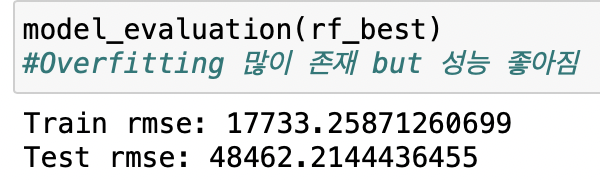 model_evaluation(rf_best)
#Overfitting 많이 존재 but 성능 좋아짐
Train rmse: 17733.25871260699
Test rmse: 48462.2144436455